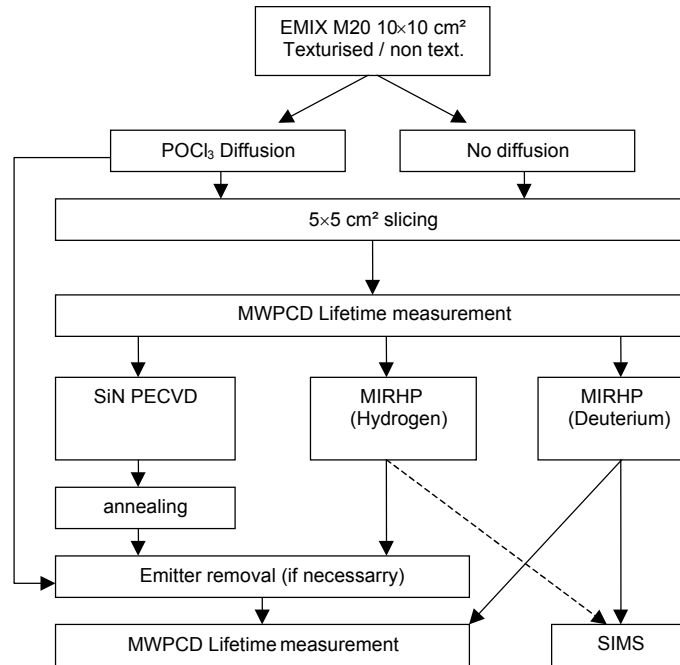 EMIX M20 10×10 cm²
Texturised / non text.
POCl₃ Diffusion
No diffusion
5×5 cm² slicing
MWPCD Lifetime measurement
SiN PECVD
MIRHP
(Hydrogen)
MIRHP
(Deuterium)
annealing
Emitter removal (if necessarry)
MWPCD Lifetime measurement
SIMS